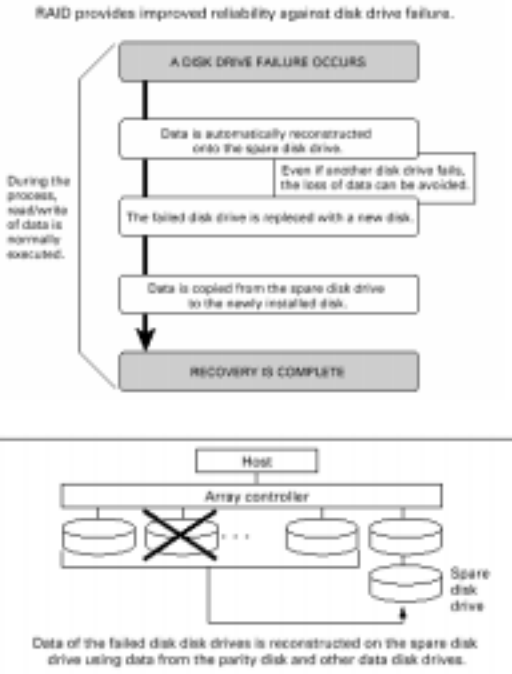 RAID provides improved reliability against disk drive failure.
A DISK DRIVE FAILURE OCCURS
Data is automatically reconstructed
onto the spare disk drive.
Even if another disk drive fails,
the loss of data can be avoided.
During the
process,
read/write
of data is
normally
executed.
The failed disk drive is replaced with a new disk.
Data is copied from the spare disk drive
to the newly installed disk.
RECOVERY IS COMPLETE
Host
Array controller
. . .
Spare
disk
drive
Data of the failed disk disk drives is reconstructed on the spare disk
drive using data from the parity disk and other data disk drives.